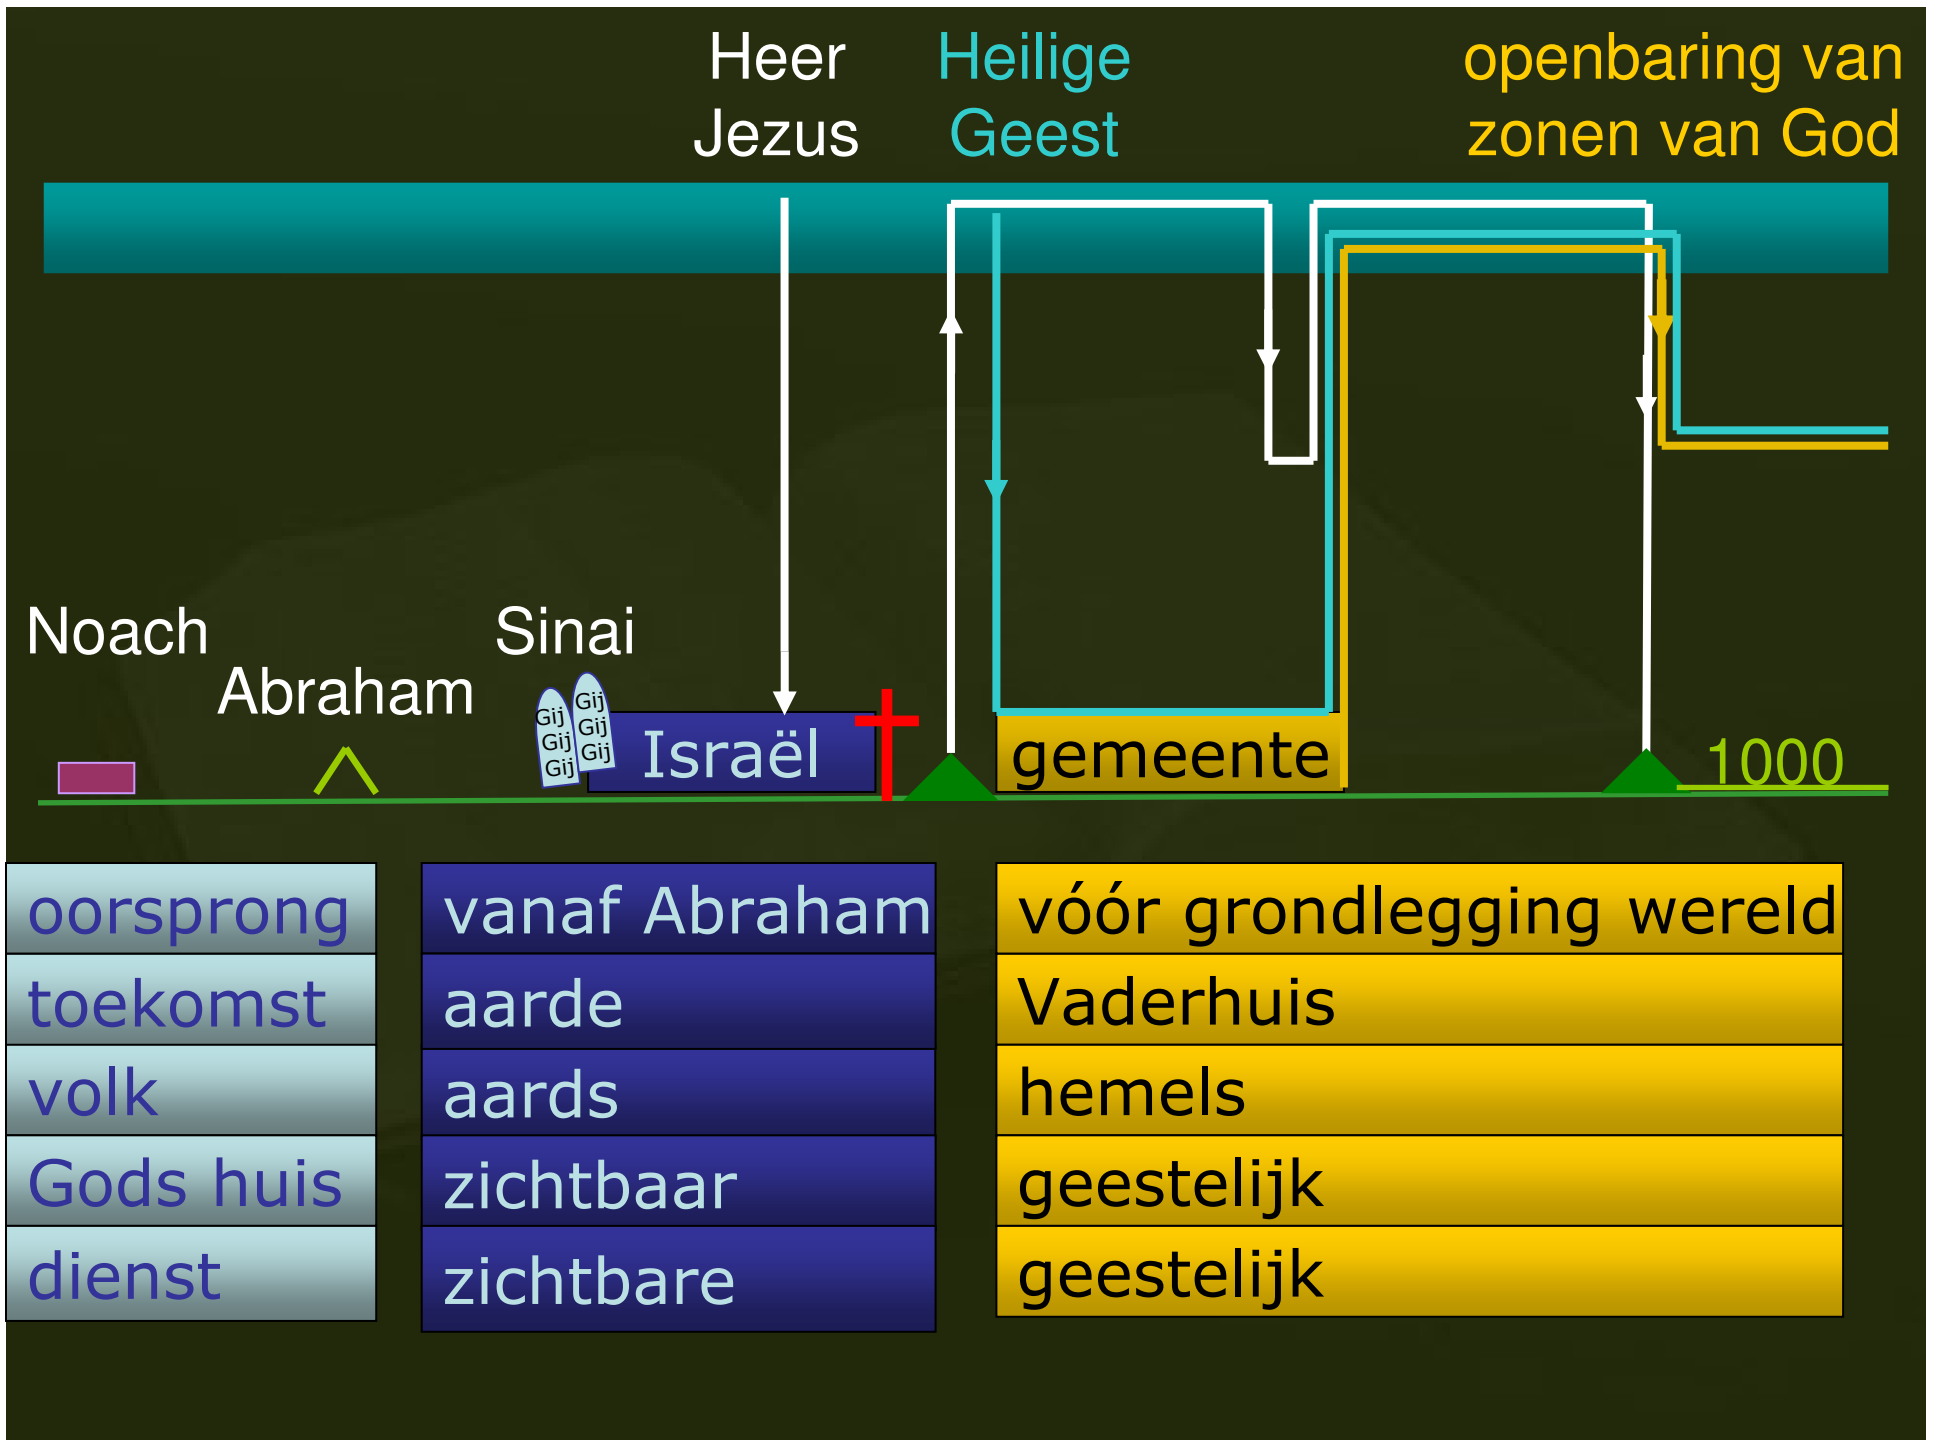 Heer
Jezus
Heilige
Geest
openbaring van
zonen van God
Noach
Abraham
Sinai
Gij
Gij
Gij
Gij
Gij
Gij
Israël
gemeente
1000
oorsprong
vanaf Abraham
vóór grondlegging wereld
toekomst
aarde
Vaderhuis
volk
aards
hemels
Gods huis
zichtbaar
geestelijk
dienst
zichtbare
geestelijk